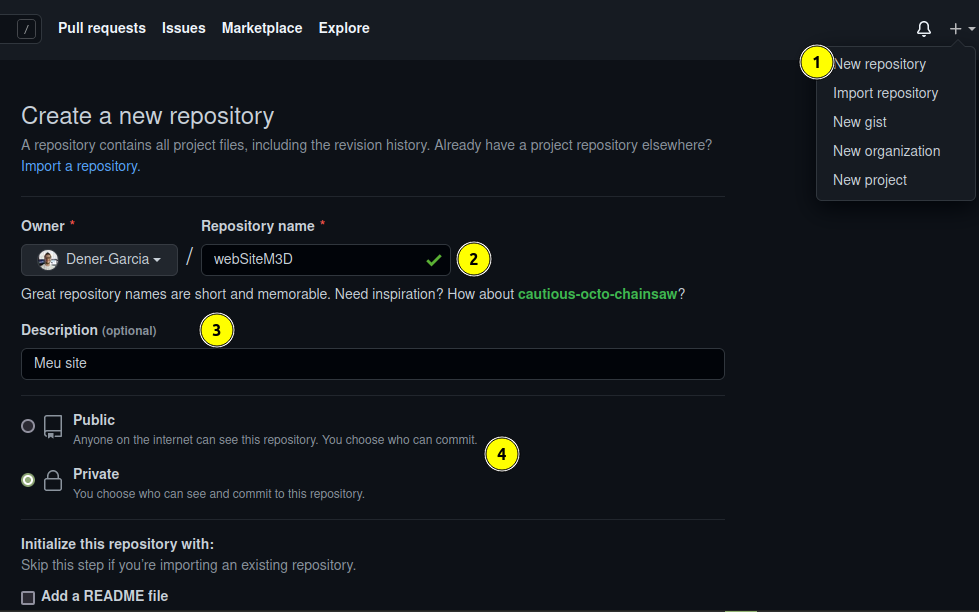 / Pull requests Issues Marketplace Explore
1 New repository
Import repository
New gist
New organization
New project
Create a new repository
A repository contains all project files, including the revision history. Already have a project repository elsewhere?
Import a repository.
Owner * Repository name *
Dener-Garcia / webSiteM3D 2
Great repository names are short and memorable. Need inspiration? How about cautious-octo-chainsaw?
Description (optional) 3
Meu site
Public
Anyone on the internet can see this repository. You choose who can commit.
4
Private
You choose who can see and commit to this repository.
Initialize this repository with:
Skip this step if you’re importing an existing repository.
Add a README file